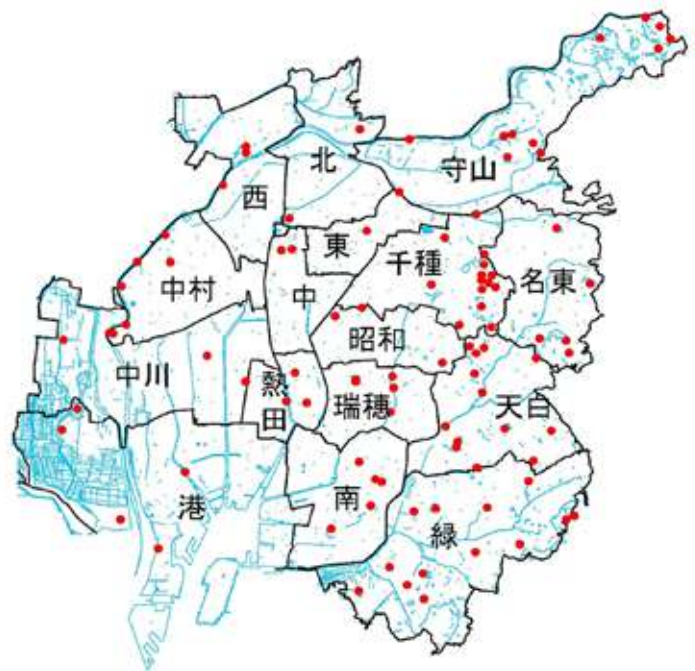 北
守山
西
東
千種
名東
中村
中
昭和
中川
熱田
瑞穂
天白
港
南
緑